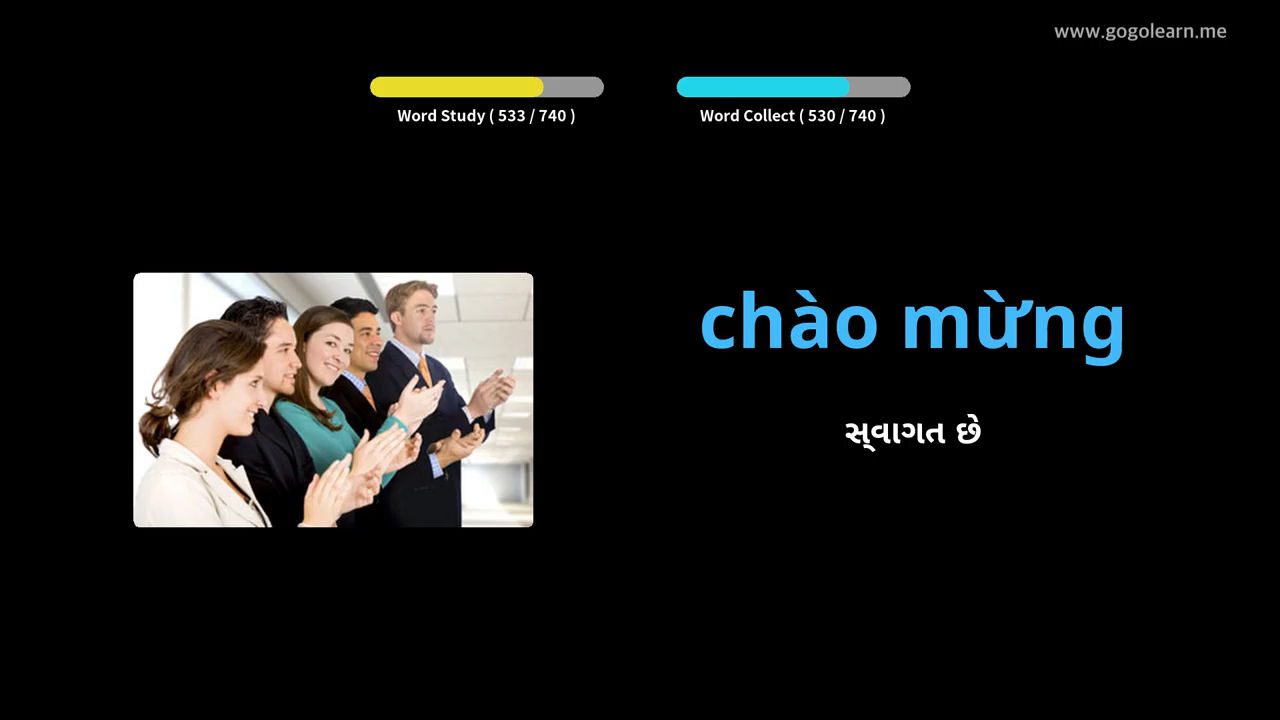 www.gogolearn.me
Word Study ( 533 / 740 )
Word Collect ( 530 / 740 )
chào mừng
સ્વાગત છે